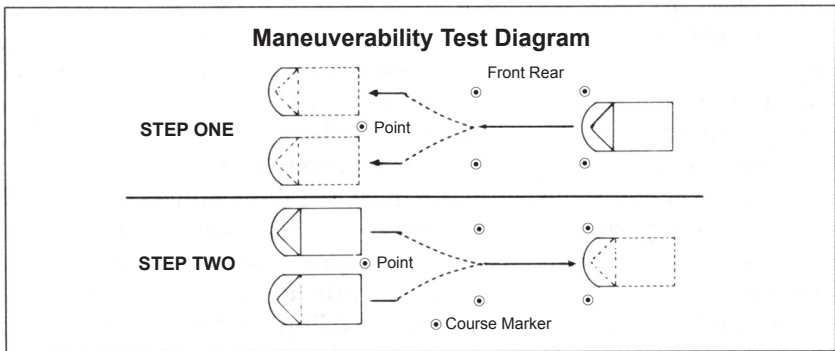 Maneuverability Test Diagram
Front Rear
STEP ONE
Point
STEP TWO
Point
Course Marker